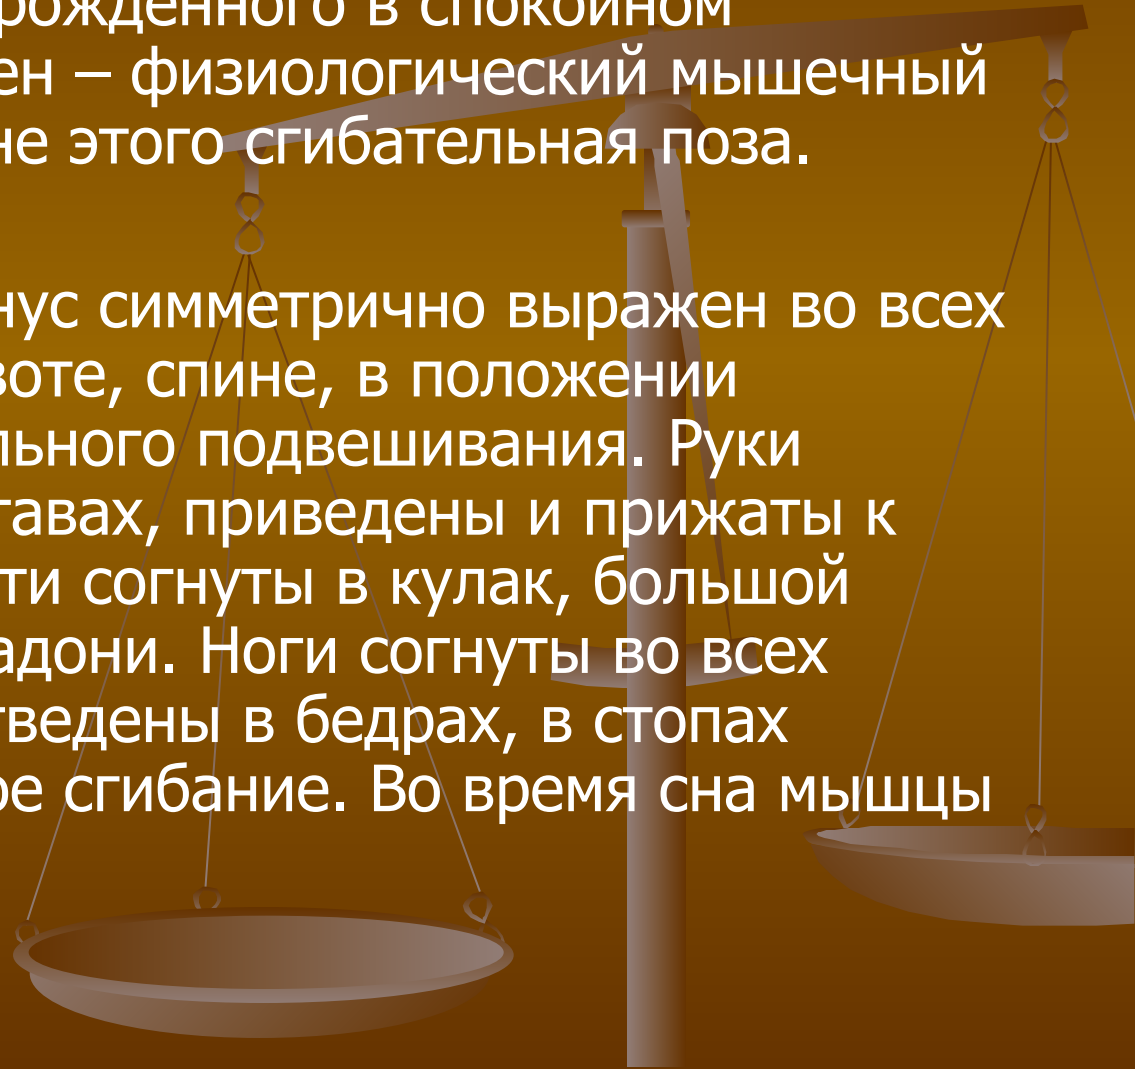 рожденного в спокойном
ен – физиологический мышечный
не этого сгибательная поза.
нус симметрично выражен во всех
воте, спине, в положении
льного подвешивания. Руки
тавах, приведены и прижаты к
ти согнуты в кулак, большой
адони. Ноги согнуты во всех
тведены в бедрах, в стопах
ое сгибание. Во время сна мышцы